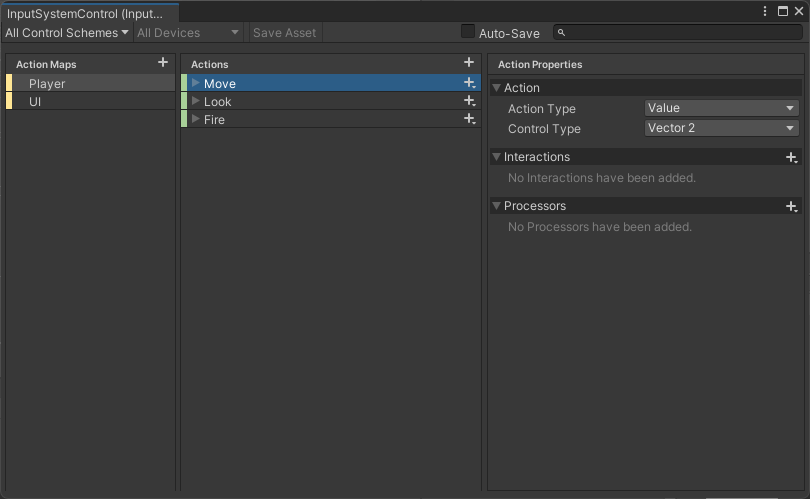 InputSystemControl (Input...
All Control Schemes All Devices Save Asset Auto-Save
Action Maps
Player
UI
Actions
Move
Look
Fire
Action Properties
Action
Action Type Value
Control Type Vector 2
Interactions
No Interactions have been added.
Processors
No Processors have been added.